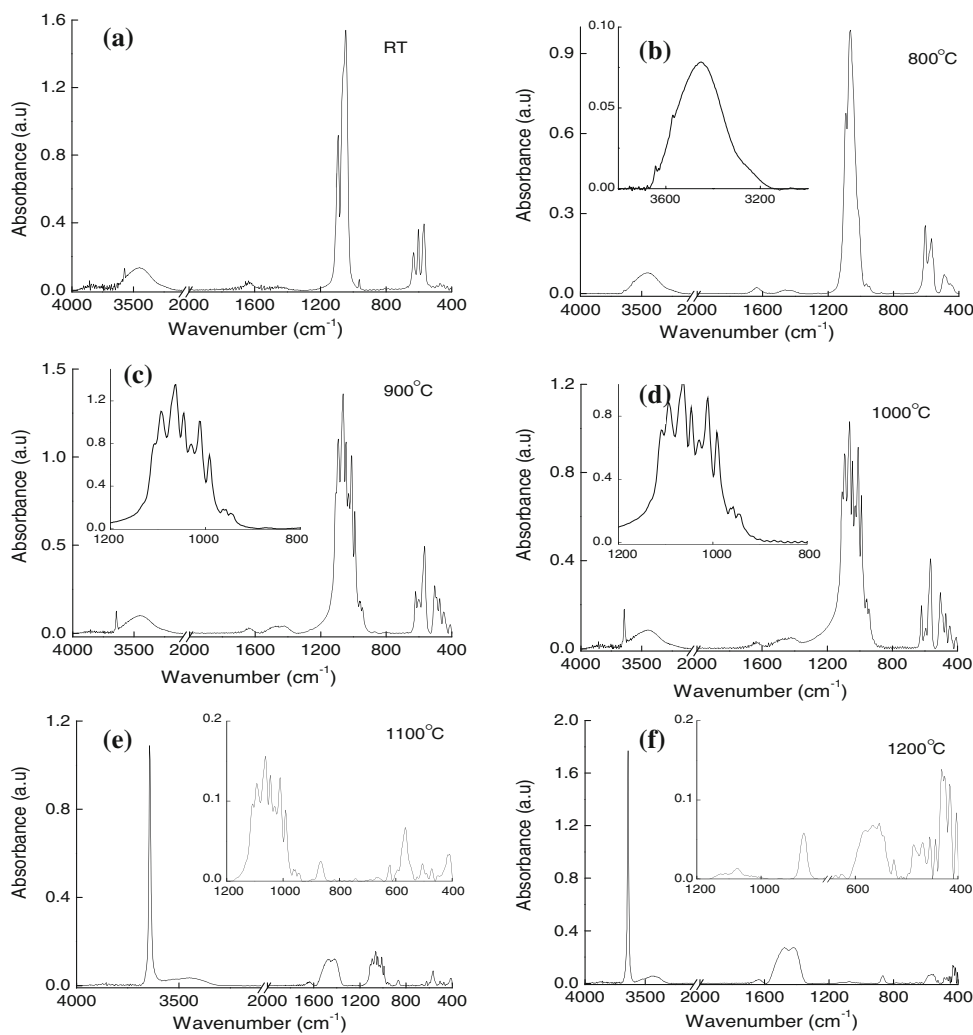 (a)
RT
1.6
1.2
0.8
0.4
0.0
Absorbance (a.u)
4000 3500 2000 1600 1200 800 400
Wavenumber (cm-1)
(b)
800°C
0.9
0.6
0.3
0.0
Absorbance (a.u)
0.10
0.05
0.00
3600 3200
4000 3500 2000 1600 1200 800 400
Wavenumber (cm-1)
(c)
900°C
1.5
1.0
0.5
0.0
Absorbance (a.u)
1.2
0.8
0.4
0.0
1200 1000 800
4000 3500 2000 1600 1200 800 400
Wavenumber (cm-1)
(d)
1000°C
1.2
0.8
0.4
0.0
Absorbance (a.u)
0.8
0.4
0.0
1200 1000 800
4000 3500 2000 1600 1200 800 400
Wavenumber (cm-1)
(e)
1100°C
1.2
0.8
0.4
0.0
Absorbance (a.u)
0.2
0.1
0.0
1200 1000 800 600 400
4000 3500 2000 1600 1200 800 400
Wavenumber (cm-1)
(f)
1200°C
2.0
1.6
1.2
0.8
0.4
0.0
Absorbance (a.u)
0.2
0.1
0.0
1200 1000 600 400
4000 3500 2000 1600 1200 800 400
Wavenumber (cm-1)